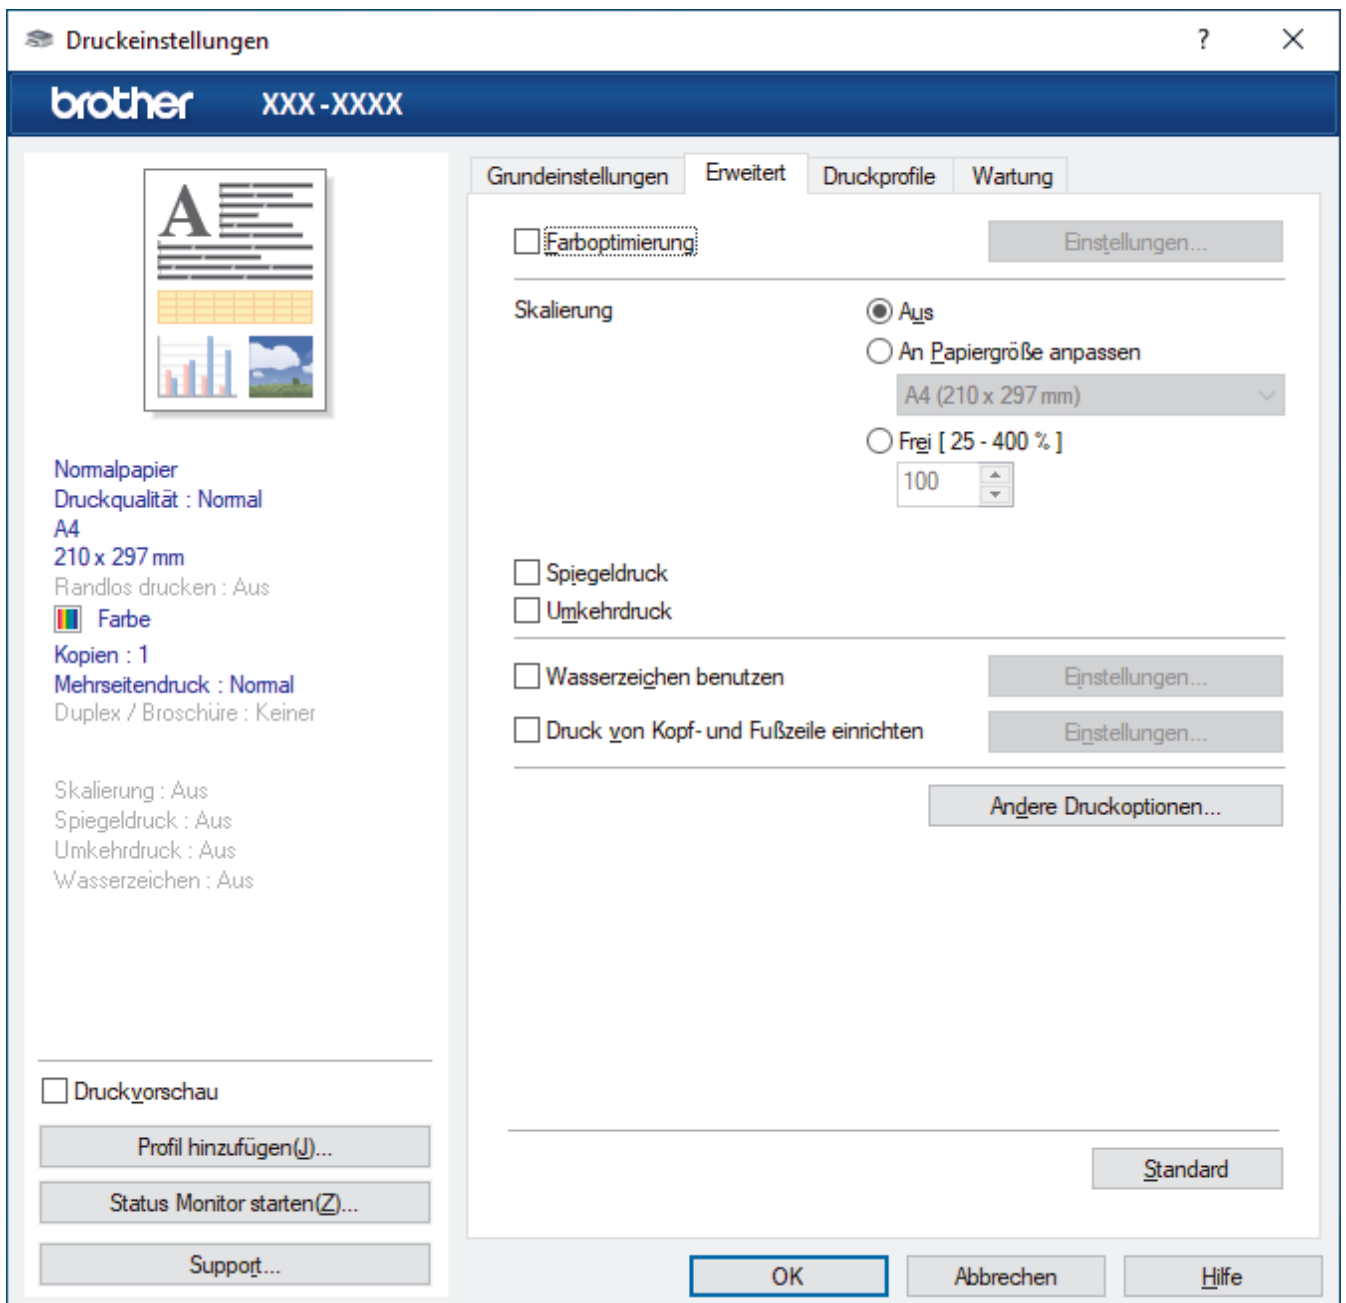 Druckeinstellungen
?
brother XXX-XXXX
A
Normalpapier
Druckqualität : Normal
A4
210 x 297 mm
Randlos drucken : Aus
Farbe
Kopien : 1
Mehrseitendruck : Normal
Duplex / Broschüre : Keiner
Skalierung : Aus
Spiegeldruck : Aus
Umkehrdruck : Aus
Wasserzeichen : Aus
Druckvorschau
Profil hinzufügen(J)...
Status Monitor starten(Z)...
Support...
Grundeinstellungen Erweitert Druckprofile Wartung
Farboptimierung Einstellungen...
Skalierung Aus
An Papiergröße anpassen
A4 (210 x 297 mm)
Frei [ 25 - 400 % ]
100
Spiegeldruck
Umkehrdruck
Wasserzeichen benutzen Einstellungen...
Druck von Kopf- und Fußzeile einrichten Einstellungen...
Andere Druckoptionen...
Standard
OK Abbrechen Hilfe